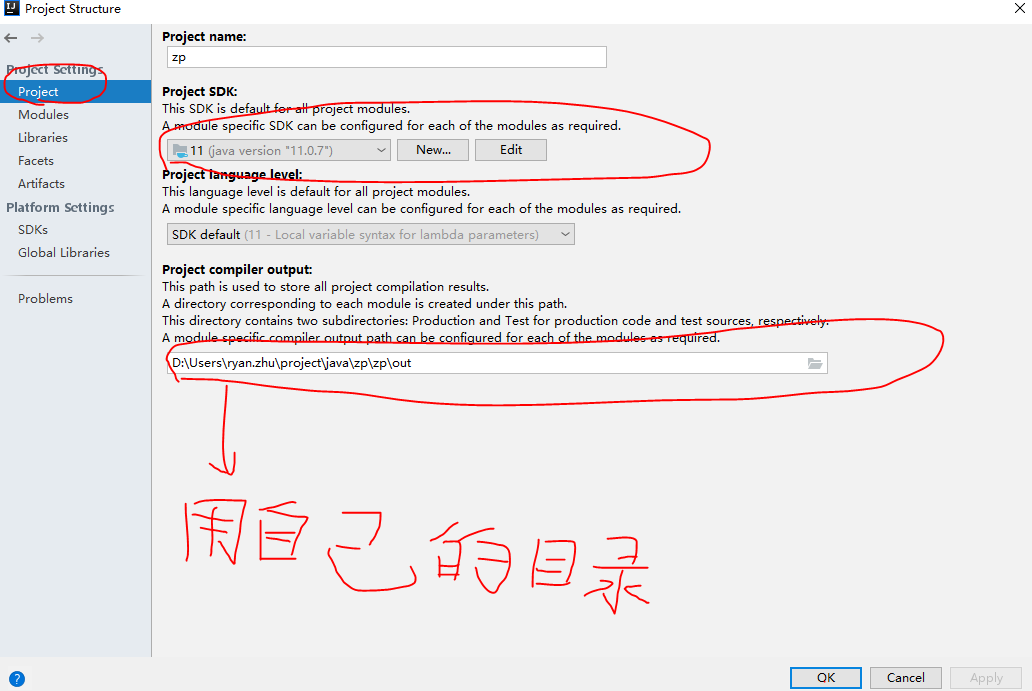 Project Structure
Project Settings
Project
Modules
Libraries
Facets
Artifacts
Platform Settings
SDKs
Global Libraries
Problems
Project name:
zp
Project SDK:
This SDK is default for all project modules.
A module specific SDK can be configured for each of the modules as required.
11 (java version "11.0.7")
New...
Edit
Project language level:
This language level is default for all project modules.
A module specific language level can be configured for each of the modules as required.
SDK default (11 - Local variable syntax for lambda parameters)
Project compiler output:
This path is used to store all project compilation results.
A directory corresponding to each module is created under this path.
This directory contains two subdirectories: Production and Test for production code and test sources, respectively.
A module specific compiler output path can be configured for each of the modules as required.
D:\Users\ryan.zhu\project\java\zp\zp\out
用自己的目录
?
OK
Cancel
Apply